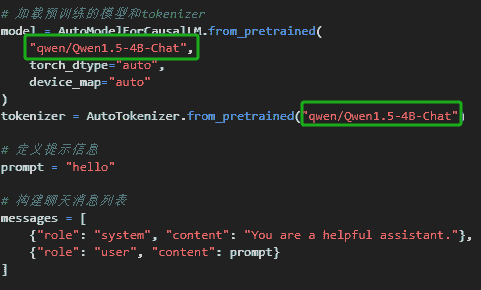 # 加载预训练的模型和tokenizer
model = AutoModelForCausalLM.from_pretrained(
    "qwen/Qwen1.5-4B-Chat",
    torch_dtype="auto",
    device_map="auto"
)
tokenizer = AutoTokenizer.from_pretrained("qwen/Qwen1.5-4B-Chat")

# 定义提示信息
prompt = "hello"

# 构建聊天消息列表
messages = [
    {"role": "system", "content": "You are a helpful assistant."},
    {"role": "user", "content": prompt}
]